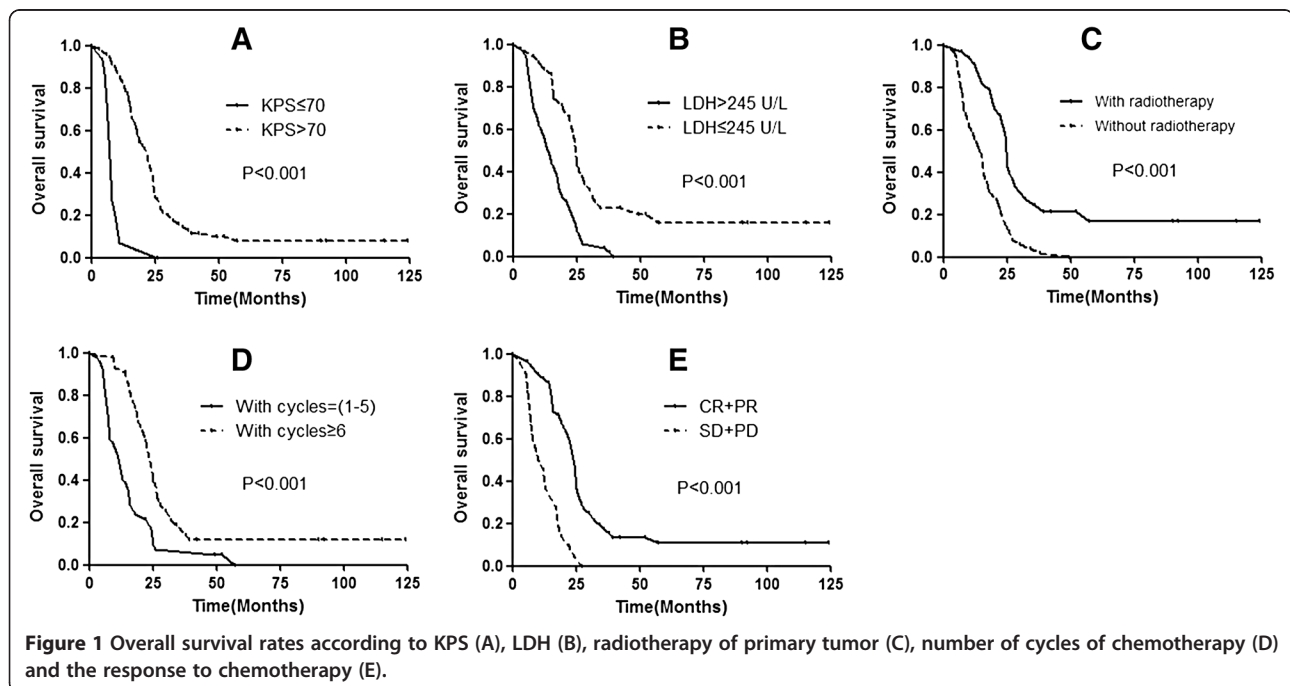 A
1.0
0.8
0.6
0.4
0.2
0.0
Overall survival
KPS≤70
KPS>70
P<0.001
0 25 50 75 100 125
Time(Months)
B
1.0
0.8
0.6
0.4
0.2
0.0
Overall survival
LDH>245 U/L
LDH≤245 U/L
P<0.001
0 25 50 75 100 125
Time(Months)
C
1.0
0.8
0.6
0.4
0.2
0.0
Overall survival
With radiotherapy
Without radiotherapy
P<0.001
0 25 50 75 100 125
Time(Months)
D
1.0
0.8
0.6
0.4
0.2
0.0
Overall survival
With cycles=(1-5)
With cycles≥6
P<0.001
0 25 50 75 100 125
Time(Months)
E
1.0
0.8
0.6
0.4
0.2
0.0
Overall survival
CR+PR
SD+PD
P<0.001
0 25 50 75 100 125
Time(Months)
Figure 1 Overall survival rates according to KPS (A), LDH (B), radiotherapy of primary tumor (C), number of cycles of chemotherapy (D)
and the response to chemotherapy (E).